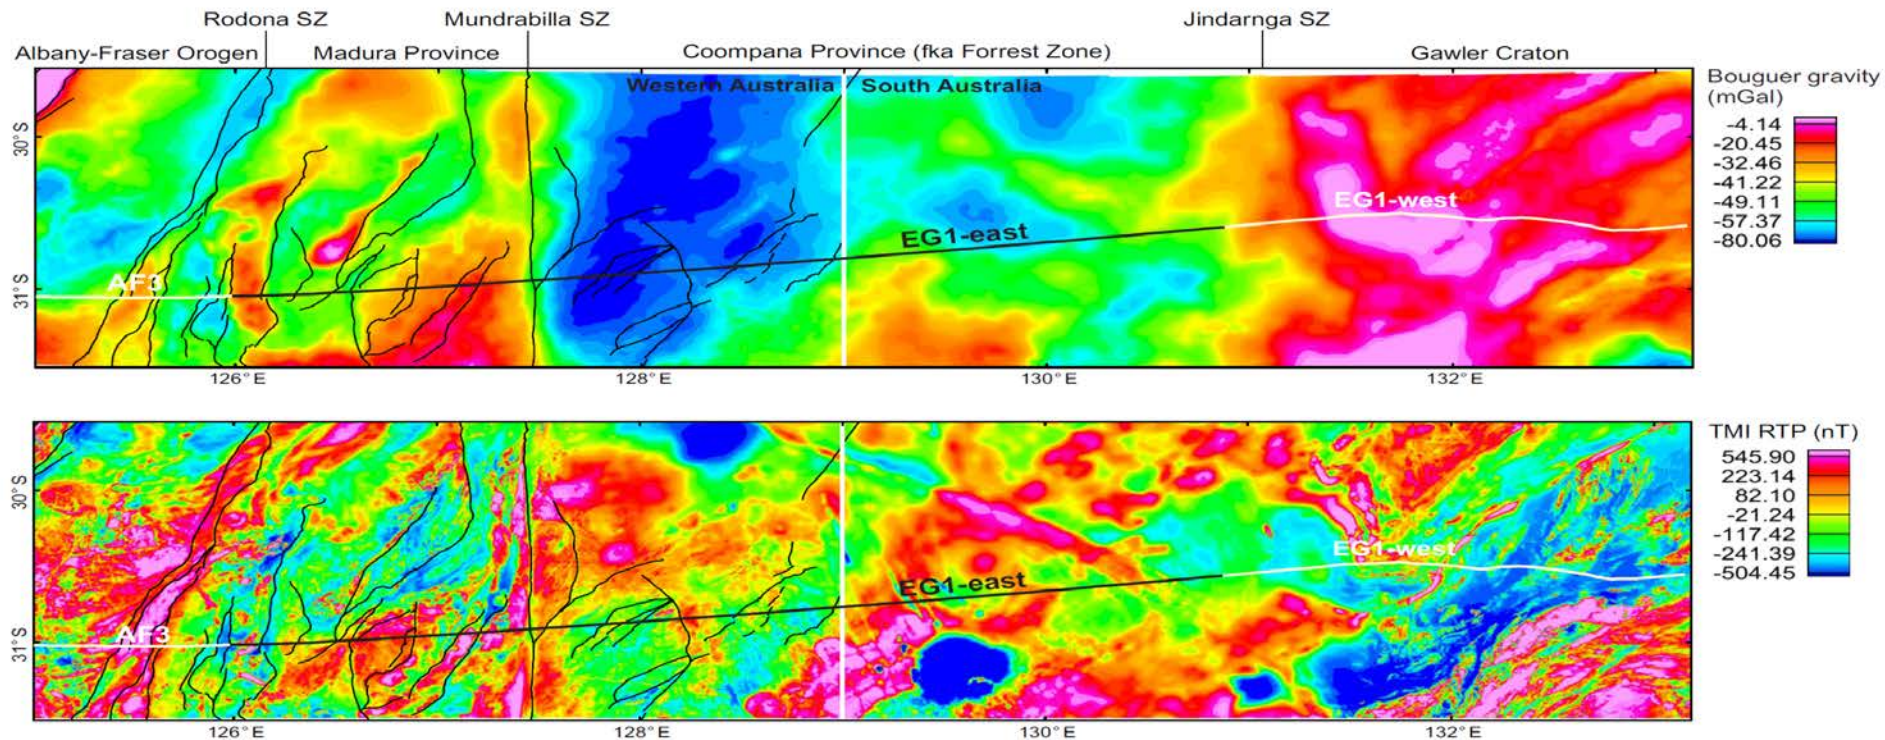 Rodona SZ
Mundrabilla SZ
Jindarnga SZ
Albany-Fraser Orogen
Madura Province
Coompana Province (fka Forrest Zone)
Gawler Craton
Western Australia
South Australia
30°S
31°S
AF3
EG1-east
EG1-west
126°E
128°E
130°E
132°E
Bouguer gravity
(mGal)
-4.14
-20.45
-32.46
-41.22
-49.11
-57.37
-80.06
30°S
31°S
AF3
EG1-east
EG1-west
126°E
128°E
130°E
132°E
TMI RTP (nT)
545.90
223.14
82.10
-21.24
-117.42
-241.39
-504.45